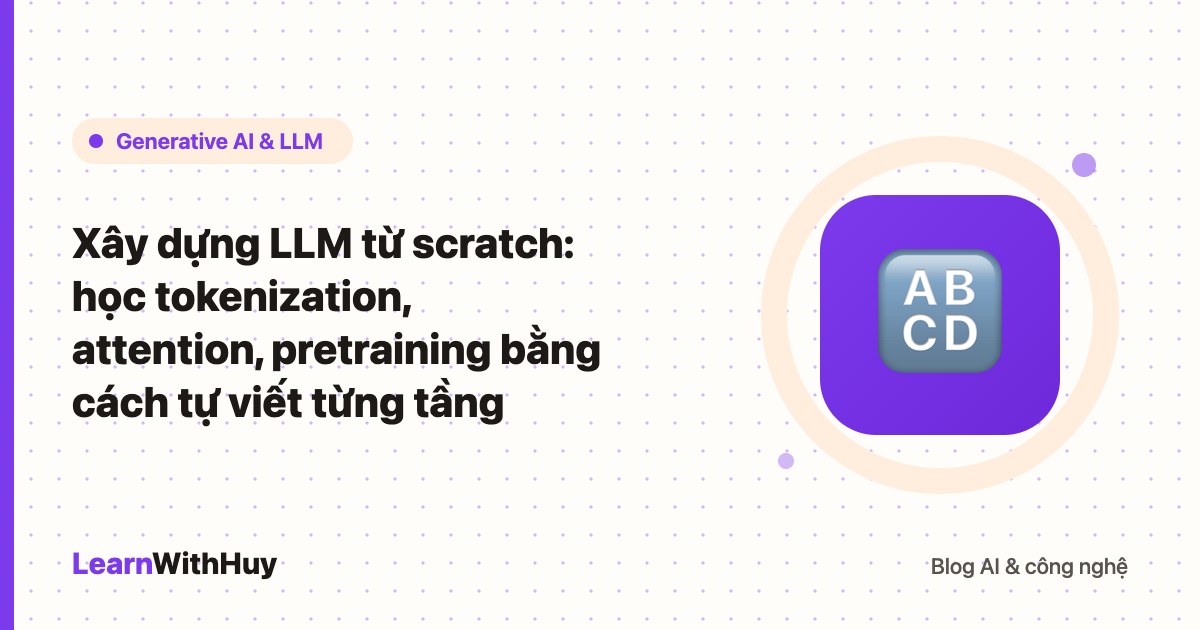 Generative AI & LLM
Xây dựng LLM từ scratch:
học tokenization,
attention, pretraining bằng
cách tự viết từng tầng
AB
CD
LearnWithHuy
Blog AI & công nghệ